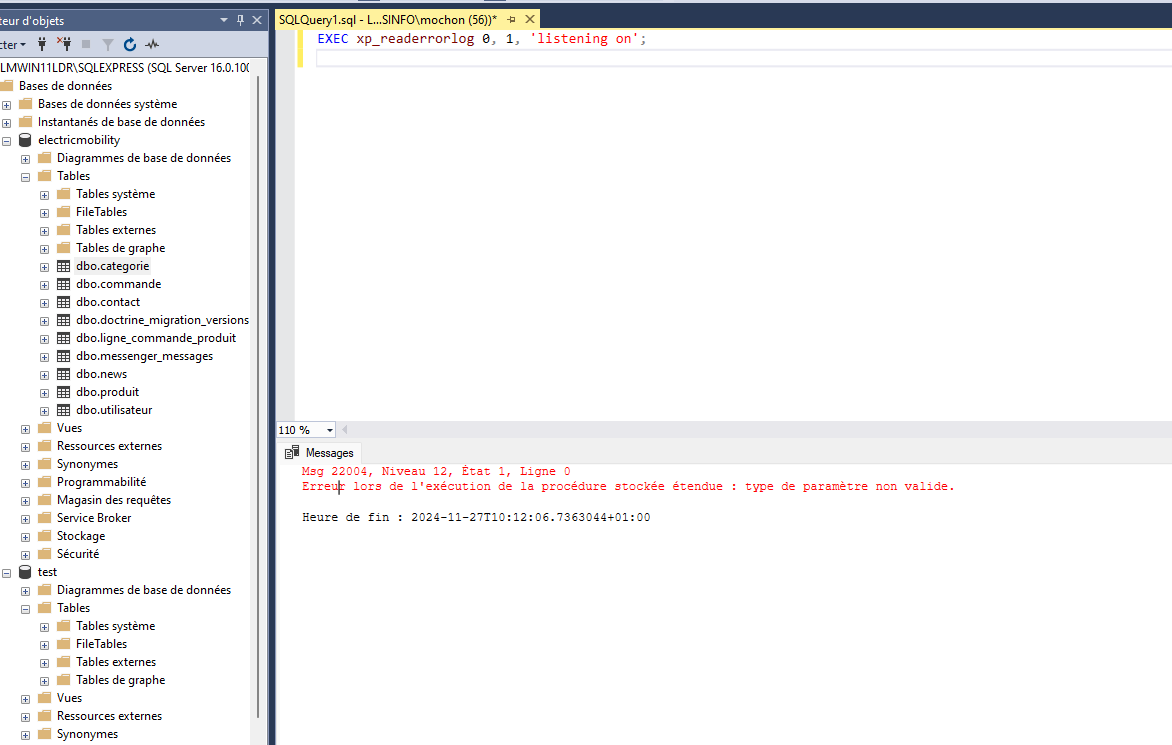 teur d'objets
cter
LMWIN11LDR\SQLEXPRESS (SQL Server 16.0.100
Bases de données
Bases de données système
Instantanés de base de données
electricmobility
Diagrammes de base de données
Tables
Tables système
FileTables
Tables externes
Tables de graphe
dbo.categorie
dbo.commande
dbo.contact
dbo.doctrine_migration_versions
dbo.ligne_commande_produit
dbo.messenger_messages
dbo.news
dbo.produit
dbo.utilisateur
Vues
Ressources externes
Synonymes
Programmabilité
Magasin des requêtes
Service Broker
Stockage
Sécurité
test
Diagrammes de base de données
Tables
Tables système
FileTables
Tables externes
Tables de graphe
Vues
Ressources externes
Synonymes
SQLQuery1.sql - L...SINFO\mochon (56))*
EXEC xp_readerrorlog 0, 1, 'listening on';
110 %
Messages
Msg 22004, Niveau 12, État 1, Ligne 0
Erreur lors de l'exécution de la procédure stockée étendue : type de paramètre non valide.
Heure de fin : 2024-11-27T10:12:06.7363044+01:00